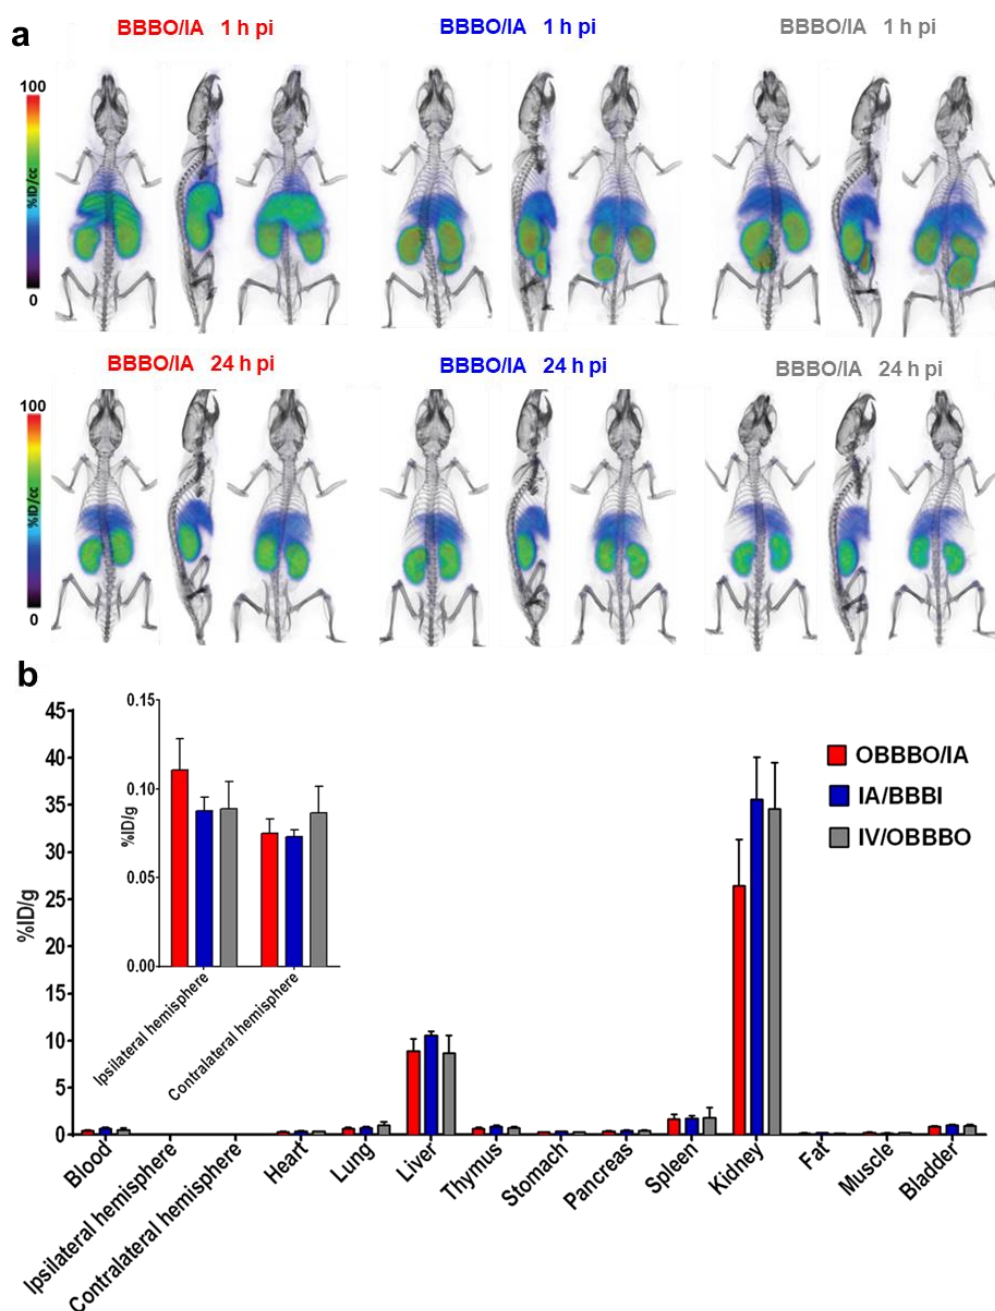 a
BBBO/IA 1 h pi
BBBO/IA 1 h pi
BBBO/IA 1 h pi
100
%ID/cc
0
BBBO/IA 24 h pi
BBBO/IA 24 h pi
BBBO/IA 24 h pi
100
%ID/cc
0
b
45
40
35
30
25
20
15
10
5
0
%ID/g
0.15
0.10
0.05
0.00
%ID/g
Ipsilateral hemisphere
Contralateral hemisphere
OBBBO/IA
IA/BBBI
IV/OBBBO
Blood
Ipsilateral hemisphere
Contralateral hemisphere
Heart
Lung
Liver
Thymus
Stomach
Pancreas
Spleen
Kidney
Fat
Muscle
Bladder